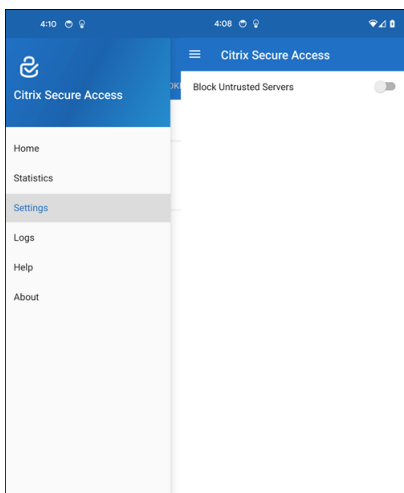 4:10
Citrix Secure Access
Home
Statistics
Settings
Logs
Help
About
4:08
Citrix Secure Access
Block Untrusted Servers